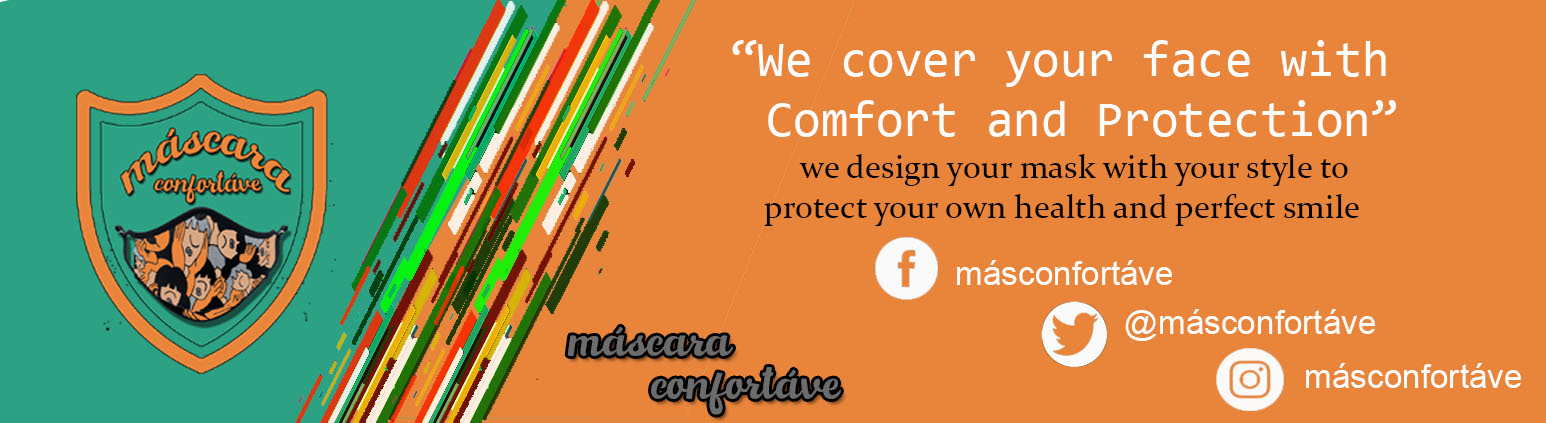 máscara
confortáve
“We cover your face with
Comfort and Protection”
we design your mask with your style to
protect your own health and perfect smile
másconfortáve
@másconfortáve
másconfortáve
máscara
confortáve